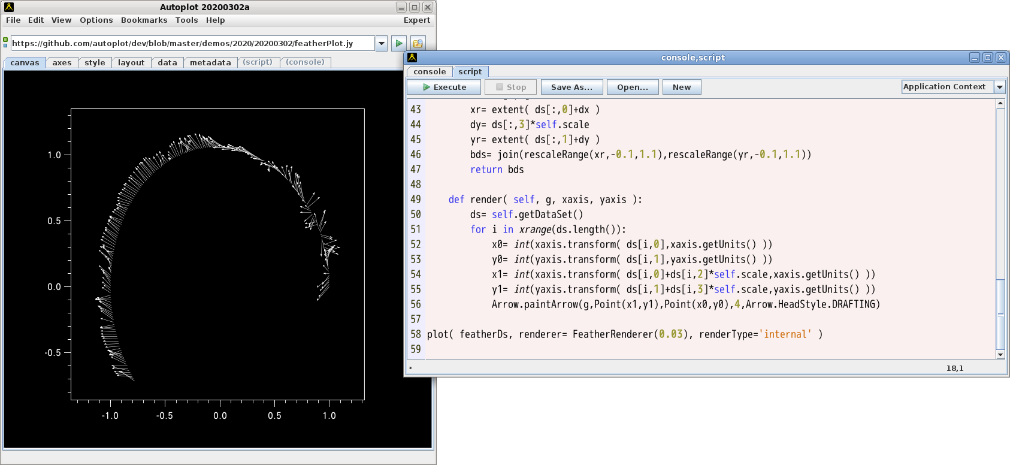 Autoplot 20200302a
File Edit View Options Bookmarks Tools Help Expert
https://github.com/autoplot/dev/blob/master/demos/2020/20200302/featherPlot.jy
canvas axes style layout data metadata (script) (console)
1.0
0.5
0.0
-0.5
-1.0 -0.5 0.0 0.5 1.0
console,script
console script
Execute Stop Save As... Open... New Application Context
43 xr= extent( ds[:,0]+dx )
44 dy= ds[:,3]*self.scale
45 yr= extent( ds[:,1]+dy )
46 bds= join(rescaleRange(xr,-0.1,1.1),rescaleRange(yr,-0.1,1.1))
47 return bds
48
49 def render( self, g, xaxis, yaxis ):
50 ds= self.getDataSet()
51 for i in xrange(ds.length()):
52 x0= int(xaxis.transform( ds[i,0],xaxis.getUnits() ))
53 y0= int(yaxis.transform( ds[i,1],yaxis.getUnits() ))
54 x1= int(xaxis.transform( ds[i,0]+ds[i,2]*self.scale,xaxis.getUnits() ))
55 y1= int(yaxis.transform( ds[i,1]+ds[i,3]*self.scale,yaxis.getUnits() ))
56 Arrow.paintArrow(g,Point(x1,y1),Point(x0,y0),4,Arrow.HeadStyle.DRAFTING)
57
58 plot( featherDs, renderer= FeatherRenderer(0.03), renderType='internal' )
59
18,1